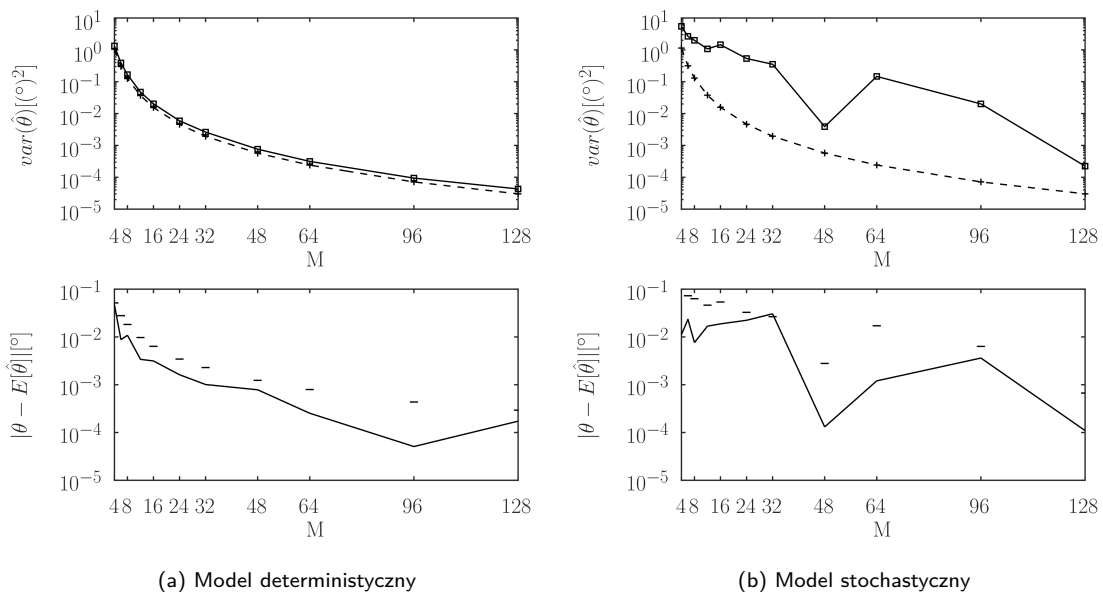 10^1
10^0
10^{-1}
10^{-2}
10^{-3}
10^{-4}
10^{-5}
var(\hat{θ})[(°)^2]
4 8 16 24 32 48 64 96 128
M
10^1
10^0
10^{-1}
10^{-2}
10^{-3}
10^{-4}
10^{-5}
var(\hat{θ})[(°)^2]
4 8 16 24 32 48 64 96 128
M
10^{-1}
10^{-2}
10^{-3}
10^{-4}
10^{-5}
|θ − E[\hat{θ}]|[°]
4 8 16 24 32 48 64 96 128
M
10^{-1}
10^{-2}
10^{-3}
10^{-4}
10^{-5}
|θ − E[\hat{θ}]|[°]
4 8 16 24 32 48 64 96 128
M
(a) Model deterministyczny
(b) Model stochastyczny